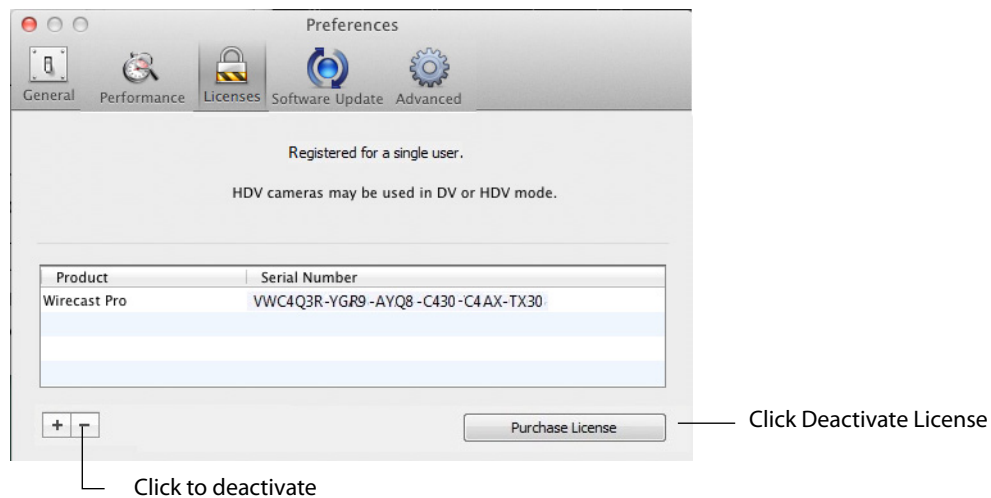 Preferences
General Performance Licenses Software Update Advanced
Registered for a single user.
HDV cameras may be used in DV or HDV mode.
Product Serial Number
Wirecast Pro VWC4Q3R-YGR9-AYQ8-C430-C4AX-TX30
+ - Purchase License Click Deactivate License
Click to deactivate